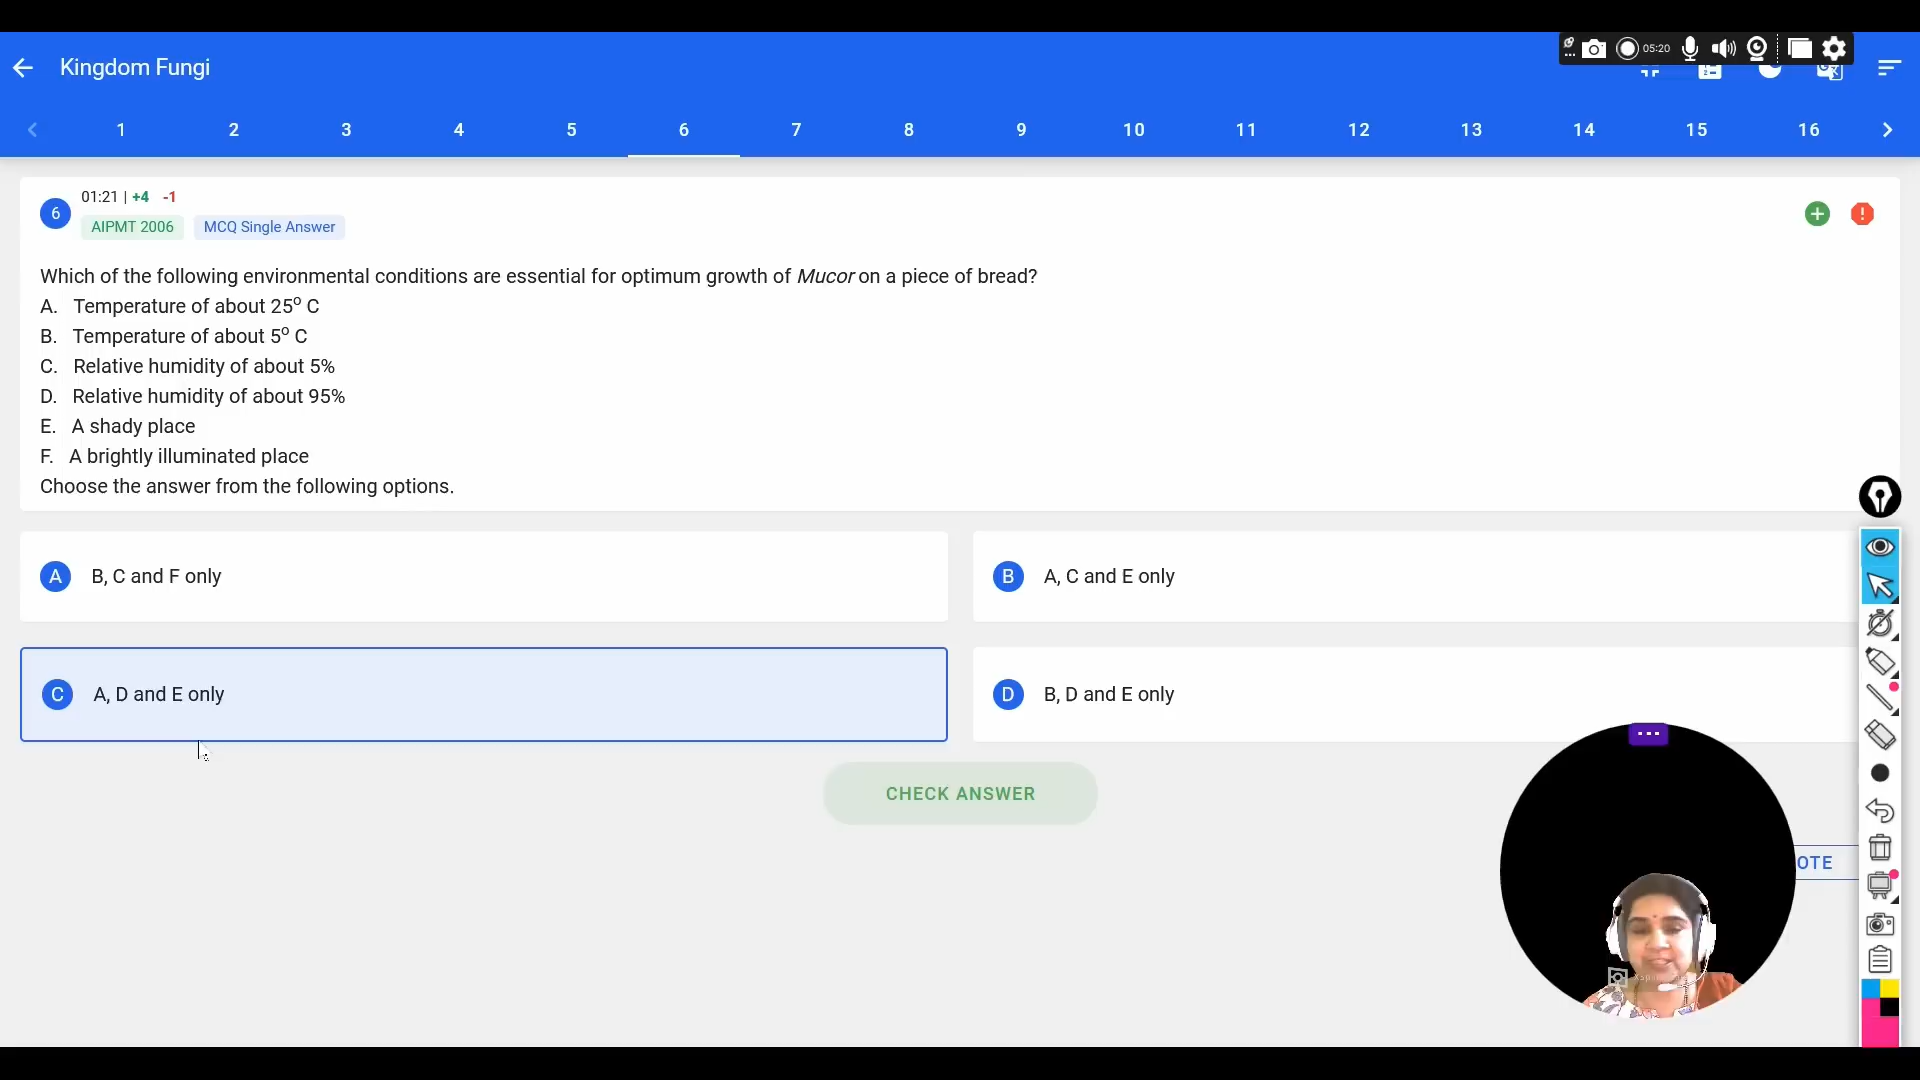 05:20
Kingdom Fungi
1 2 3 4 5 6 7 8 9 10 11 12 13 14 15 16
01:21 | +4 -1
6
AIPMT 2006 MCQ Single Answer
Which of the following environmental conditions are essential for optimum growth of Mucor on a piece of bread?
A. Temperature of about 25° C
B. Temperature of about 5° C
C. Relative humidity of about 5%
D. Relative humidity of about 95%
E. A shady place
F. A brightly illuminated place
Choose the answer from the following options.
A B, C and F only
B A, C and E only
C A, D and E only
D B, D and E only
CHECK ANSWER
OTE